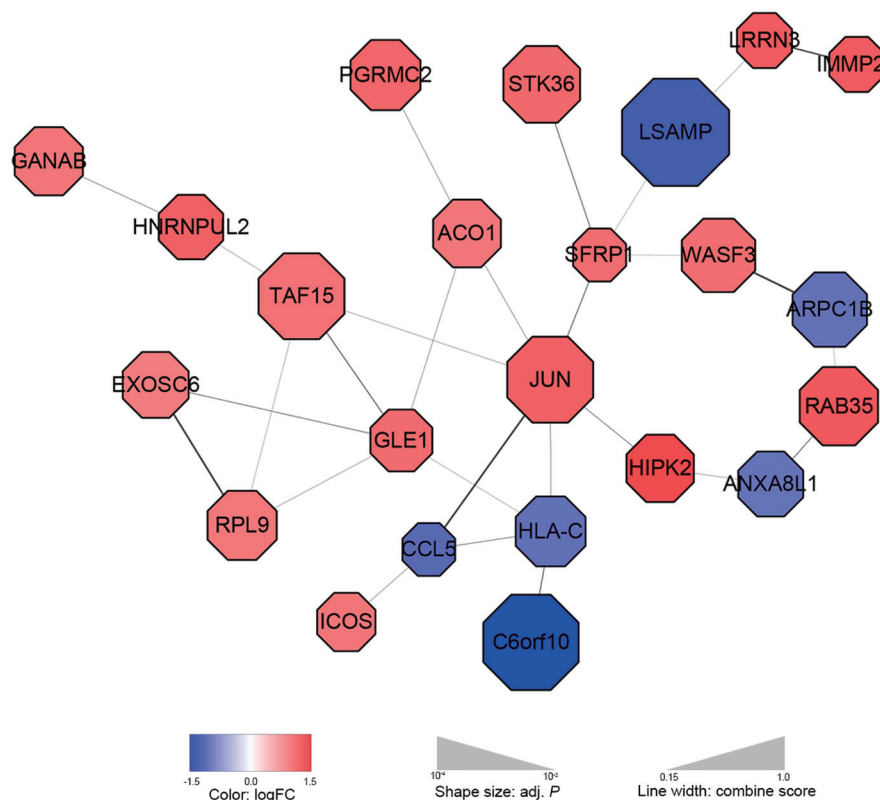 LRRN3
IMMP2
PGRMC2
STK36
LSAMP
GANAB
HNRNPUL2
ACO1
SFRP1
WASF3
TAF15
ARPC1B
JUN
EXOSC6
RAB35
GLE1
HIPK2
ANXA8L1
RPL9
HLA-C
CCL5
ICOS
C6orf10
-1.5 0.0 1.5
Color: logFC
10⁻⁴ 10⁻²
Shape size: adj. P
0.15 1.0
Line width: combine score